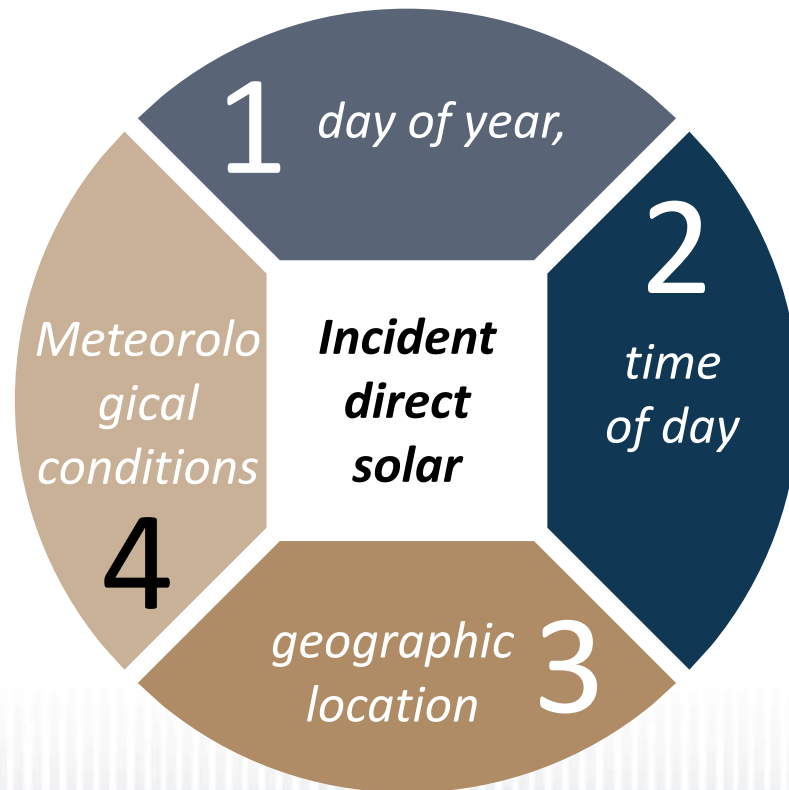 1 day of year,
2
time
of day
geographic
location
3
Meteorolo
gical
conditions
4
Incident
direct
solar